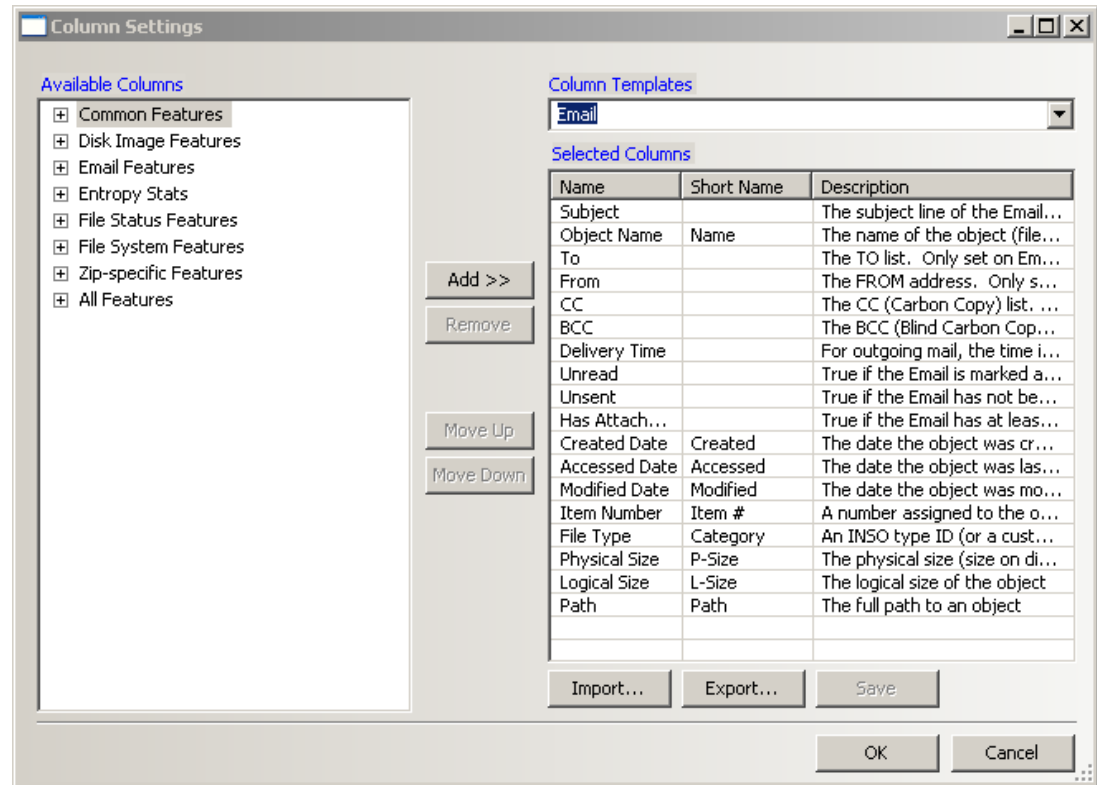 Column Settings
Available Columns
Common Features
Disk Image Features
Email Features
Entropy Stats
File Status Features
File System Features
Zip-specific Features
All Features
Add >>
Remove
Move Up
Move Down
Column Templates
Email
Selected Columns
Name Short Name Description
Subject The subject line of the Email...
Object Name Name The name of the object (file...
To The TO list. Only set on Em...
From The FROM address. Only s...
CC The CC (Carbon Copy) list. ...
BCC The BCC (Blind Carbon Cop...
Delivery Time For outgoing mail, the time i...
Unread True if the Email is marked a...
Unsent True if the Email has not be...
Has Attach... True if the Email has at leas...
Created Date Created The date the object was cr...
Accessed Date Accessed The date the object was las...
Modified Date Modified The date the object was mo...
Item Number Item # A number assigned to the o...
File Type Category An INSO type ID (or a cust...
Physical Size P-Size The physical size (size on di...
Logical Size L-Size The logical size of the object
Path Path The full path to an object
Import... Export... Save
OK Cancel